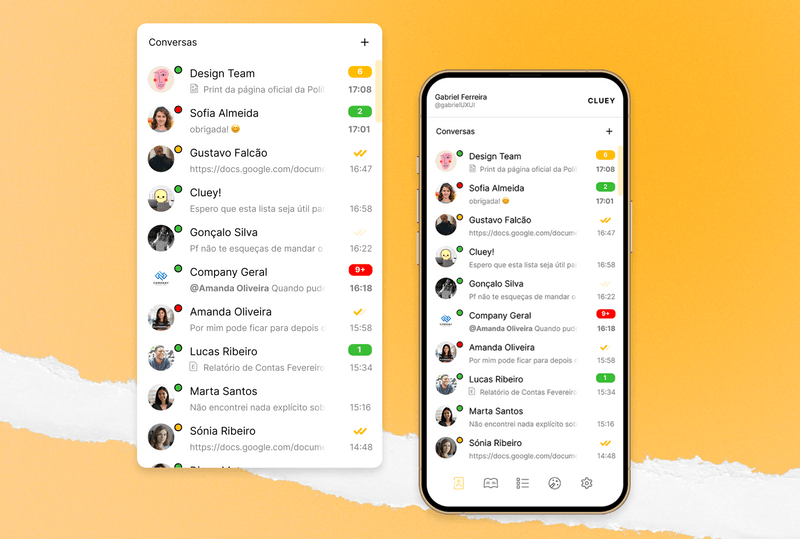 Conversas
+
Design Team
6
Print da página oficial da Polí
17:08
Sofia Almeida
2
obrigada! 😊
17:01
Gustavo Falcão
https://docs.google.com/docume
16:47
Cluey!
Espero que esta lista seja útil par
16:58
Gonçalo Silva
Pf não te esqueças de mandar o
16:22
COMPANY
Company Geral
9+
@Amanda Oliveira Quando pud
16:18
Amanda Oliveira
Por mim pode ficar para depois c
15:58
Lucas Ribeiro
1
Relatório de Contas Fevereiro
15:34
Marta Santos
Não encontrei nada explícito sob
15:16
Sónia Ribeiro
https://docs.google.com/docume
14:48
Gabriel Ferreira
@gabrielUXUI
CLUEY
Conversas
+
Design Team
6
Print da página oficial da Polí
17:08
Sofia Almeida
2
obrigada! 😊
17:01
Gustavo Falcão
https://docs.google.com/docume
16:47
Cluey!
Espero que esta lista seja útil par
16:58
Gonçalo Silva
Pf não te esqueças de mandar o
16:22
Company Geral
9+
@Amanda Oliveira Quando pud
16:18
Amanda Oliveira
Por mim pode ficar para depois c
15:58
Lucas Ribeiro
1
Relatório de Contas Fevereiro
15:34
Marta Santos
Não encontrei nada explícito sob
15:16
Sónia Ribeiro
https://docs.google.com/docume
14:48